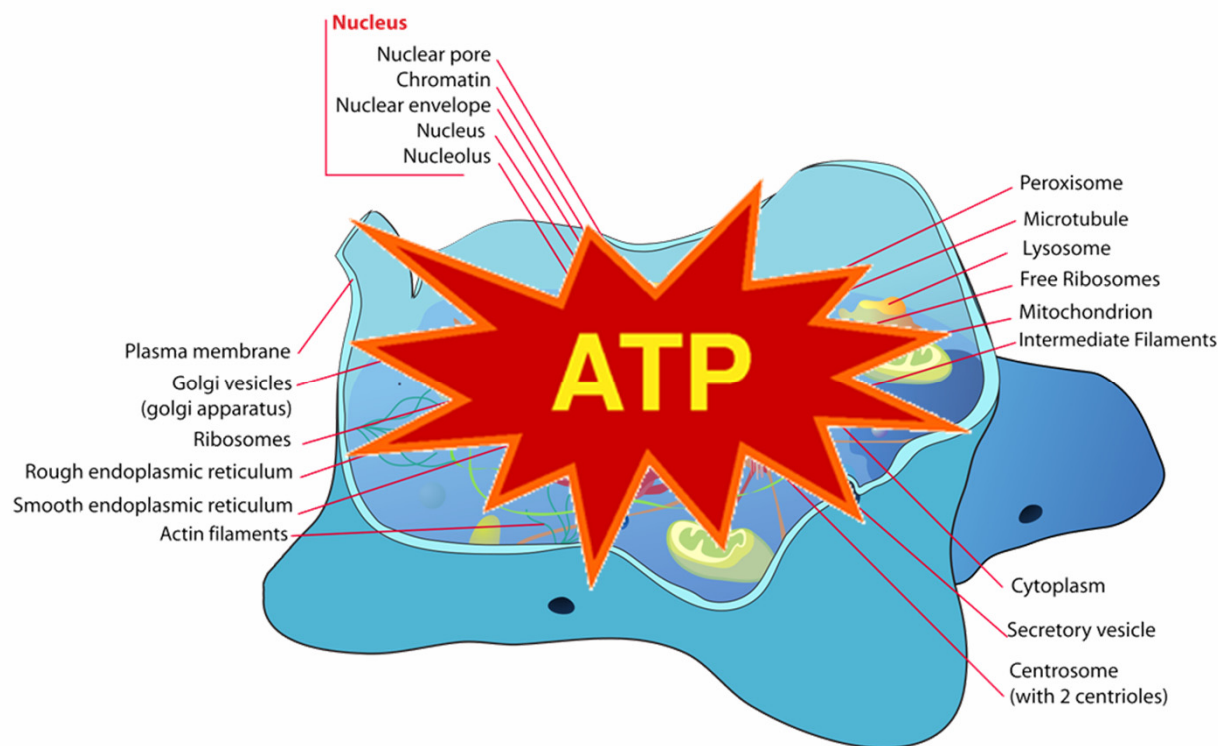 Nucleus
Nuclear pore
Chromatin
Nuclear envelope
Nucleus
Nucleolus
Plasma membrane
Golgi vesicles
(golgi apparatus)
Ribosomes
Rough endoplasmic reticulum
Smooth endoplasmic reticulum
Actin filaments
ATP
Peroxisome
Microtubule
Lysosome
Free Ribosomes
Mitochondrion
Intermediate Filaments
Cytoplasm
Secretory vesicle
Centrosome
(with 2 centrioles)